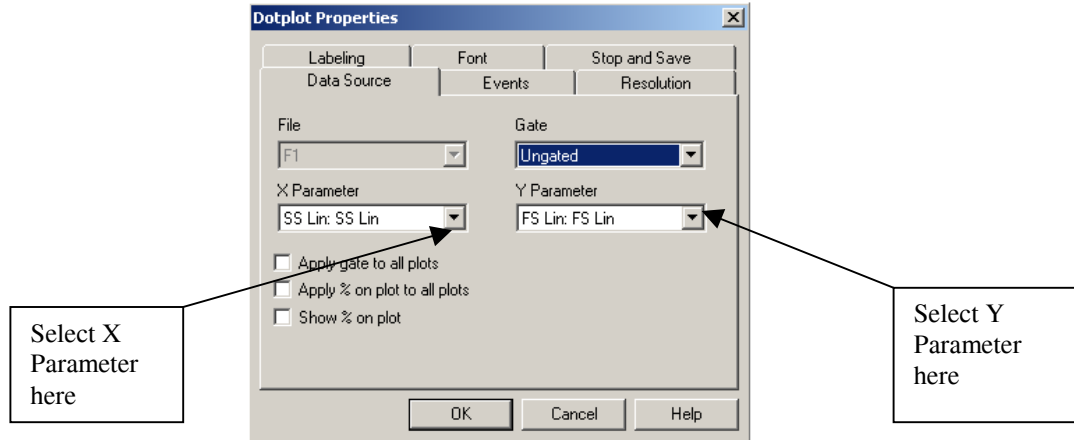 Dotplot Properties
Labeling Font Stop and Save
Data Source Events Resolution
File Gate
F1 Ungated
X Parameter Y Parameter
SS Lin: SS Lin FS Lin: FS Lin
Apply gate to all plots
Apply % on plot to all plots
Show % on plot
OK Cancel Help
Select X
Parameter
here
Select Y
Parameter
here